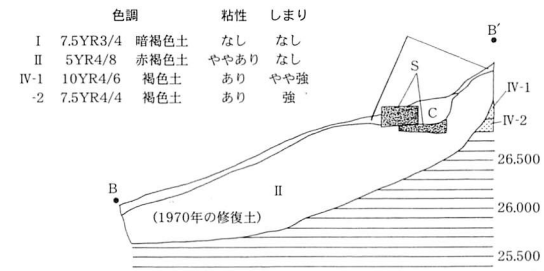 色調 粘性 しまり
I 7.5YR3/4 暗褐色土 なし なし
II 5YR4/8 赤褐色土 ややあり なし
IV-1 10YR4/6 褐色土 あり やや強
-2 7.5YR4/4 褐色土 あり 強
B′
S
C
IV-1
IV-2
26.500
B
II
(1970年の修復土)
26.000
25.500